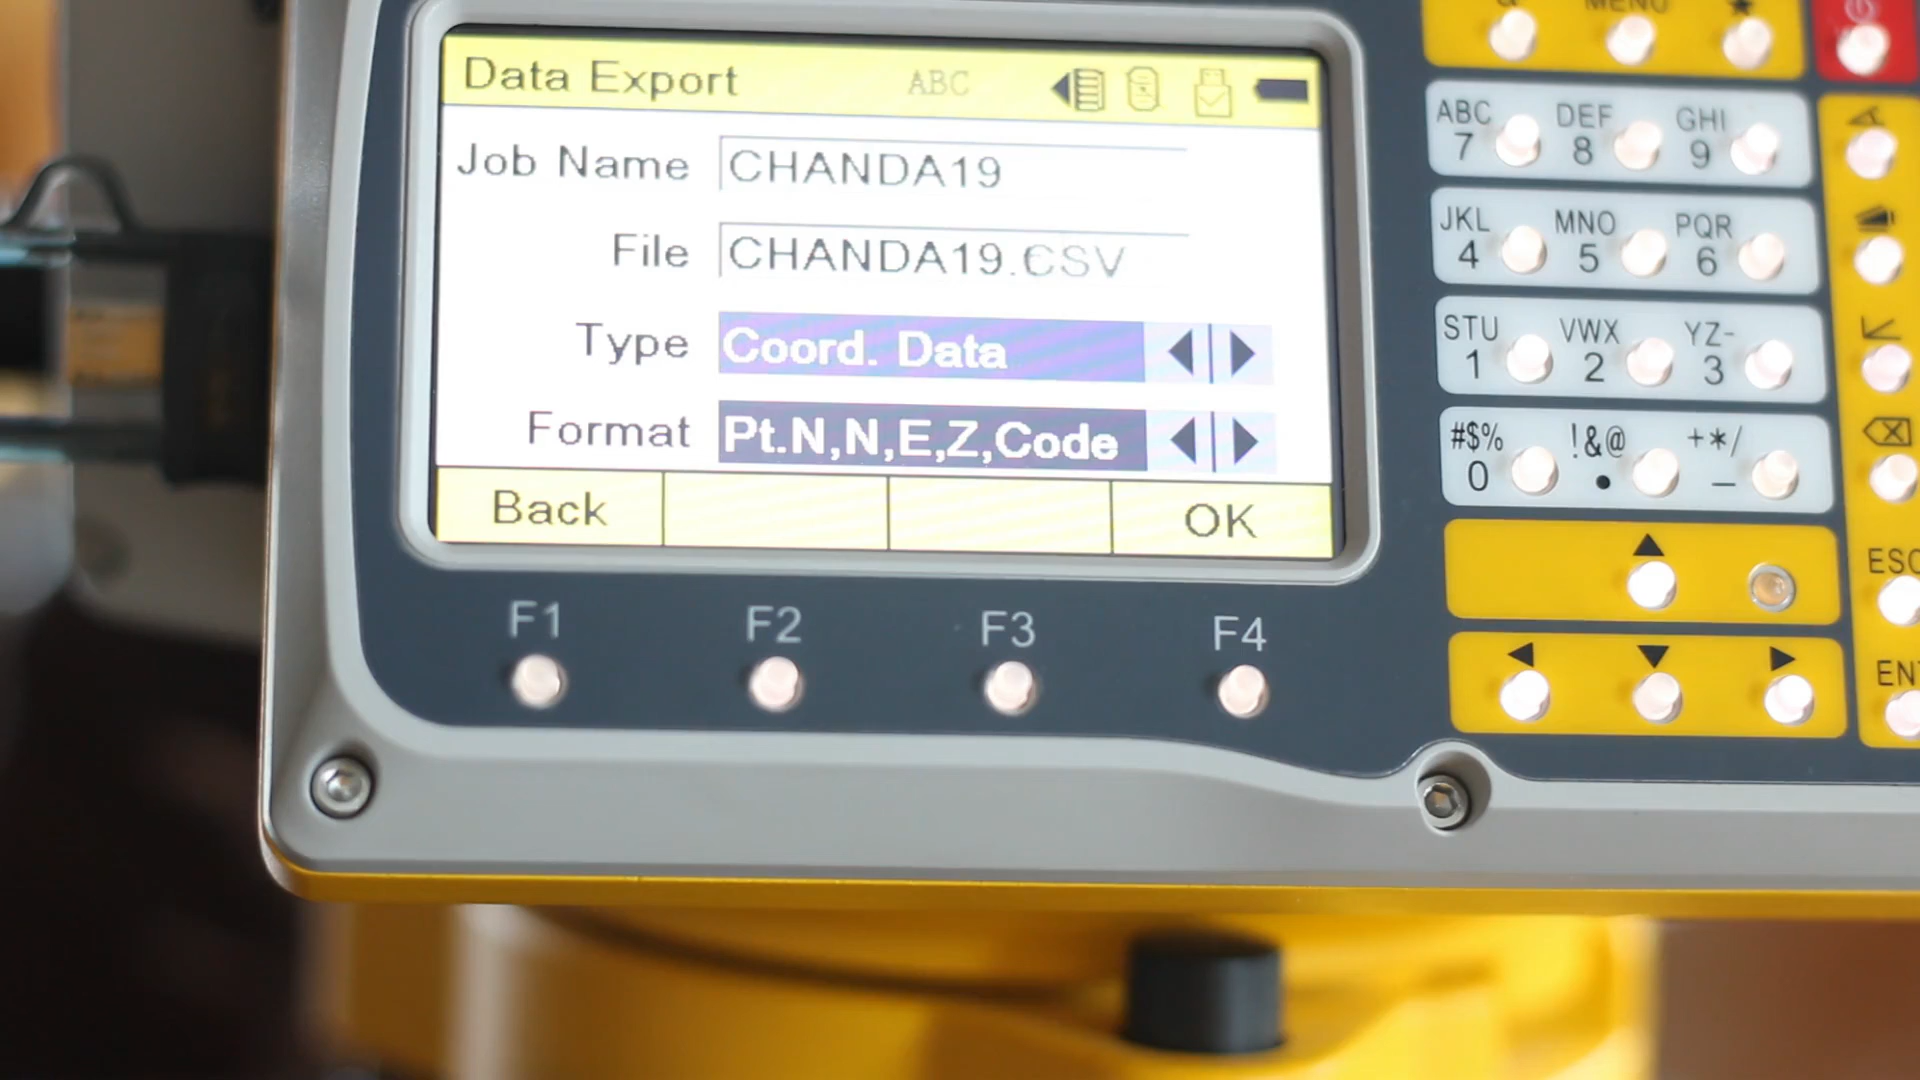 Data Export ABC
Job Name CHANDA19
File CHANDA19.CSV
Type Coord. Data
Format Pt.N,N,E,Z,Code
Back OK
F1 F2 F3 F4
MENU
ABC DEF GHI
7 8 9
JKL MNO PQR
4 5 6
STU VWX YZ-
1 2 3
#$% !&@ +*/
0 • –
ESC
ENT